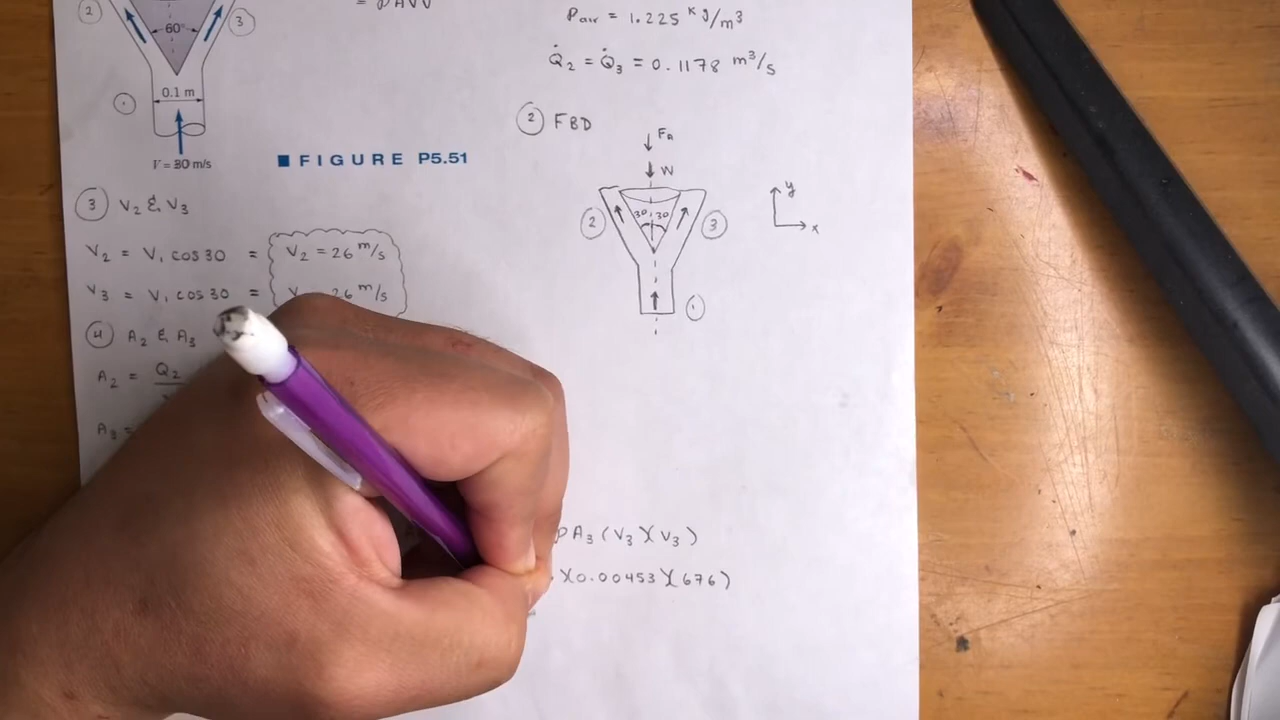 = ρAVV
2
3
60°
1
0.1 m
V = 30 m/s
■ FIGURE P5.51
3 V2 & V3
V2 = V1 cos30 = V2 = 26 m/s
V3 = V1 cos30 = 26 m/s
4 A2 & A3
A2 = Q2
A3 =
ρair = 1.225 kg/m³
Q̇2 = Q̇3 = 0.1178 m³/s
2 FBD
FA
W
2
30 30
3
1
y
x
ρA3 (V3)(V3)
)(0.00453)(676)